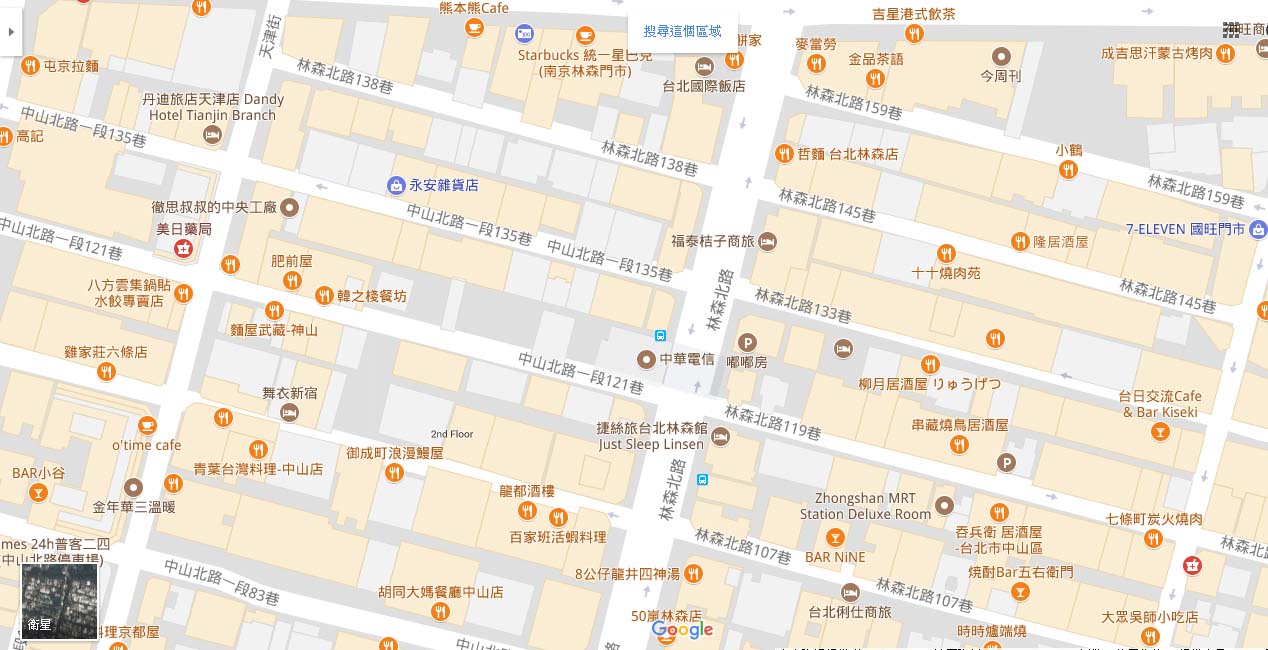 熊本熊Cafe
搜尋這個區域
餅家
吉星港式飲茶
麥當勞
金品茶語
今周刊
成吉思汗蒙古烤肉
天津街
屯京拉麵
Starbucks 統一星巴克
(南京林森門市)
台北國際飯店
林森北路138巷
林森北路159巷
丹迪旅店天津店 Dandy
Hotel Tianjin Branch
中山北路一段135巷
高記
林森北路138巷
哲麵 台北林森店
小鶴
永安雜貨店
林森北路159巷
徹思叔叔的中央工廠
美日藥局
中山北路一段135巷
林森北路145巷
7-ELEVEN 國旺門市
中山北路一段121巷
中山北路一段135巷
福泰桔子商旅
隆居酒屋
肥前屋
十十燒肉苑
八方雲集鍋貼
水餃專賣店
韓之棧餐坊
林森北路
林森北路133巷
林森北路145巷
麵屋武藏-神山
雞家莊六條店
中山北路一段121巷
中華電信
P
嘟嘟房
柳月居酒屋 りゅうげつ
舞衣新宿
台日交流Cafe
& Bar Kiseki
林森北路119巷
捷絲旅台北林森館
Just Sleep Linsen
串藏燒鳥居酒屋
2nd Floor
o'time cafe
御成町浪漫鰻屋
青葉台灣料理-中山店
P
BAR小谷
金年華三溫暖
林森北路
龍都酒樓
Zhongshan MRT
Station Deluxe Room
百家班活蝦料理
吞兵衛 居酒屋
-台北市中山區
七條町炭火燒肉
林森北路107巷
BAR NiNE
mes 24h普客二四
中山北路停車場)
中山北路一段83巷
8公仔龍井四神湯
燒酎Bar五右衛門
林森北路107巷
胡同大媽餐廳中山店
台北俐仕商旅
50嵐林森店
Google
大眾吳師小吃店
衛星
料理京都屋
時時爐端燒